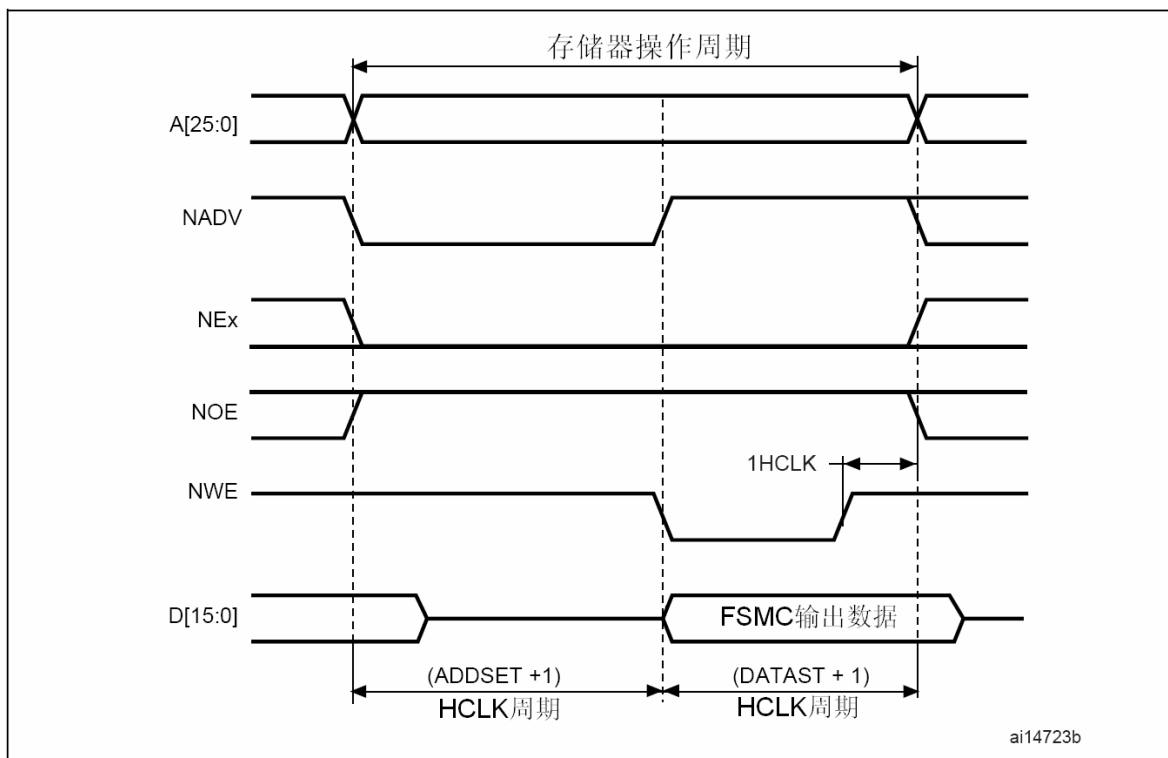 存储器操作周期
A[25:0]
NADV
NEx
NOE
1HCLK
NWE
D[15:0]
FSMC输出数据
(ADDSET +1)
HCLK周期
(DATAST + 1)
HCLK周期
ai14723b